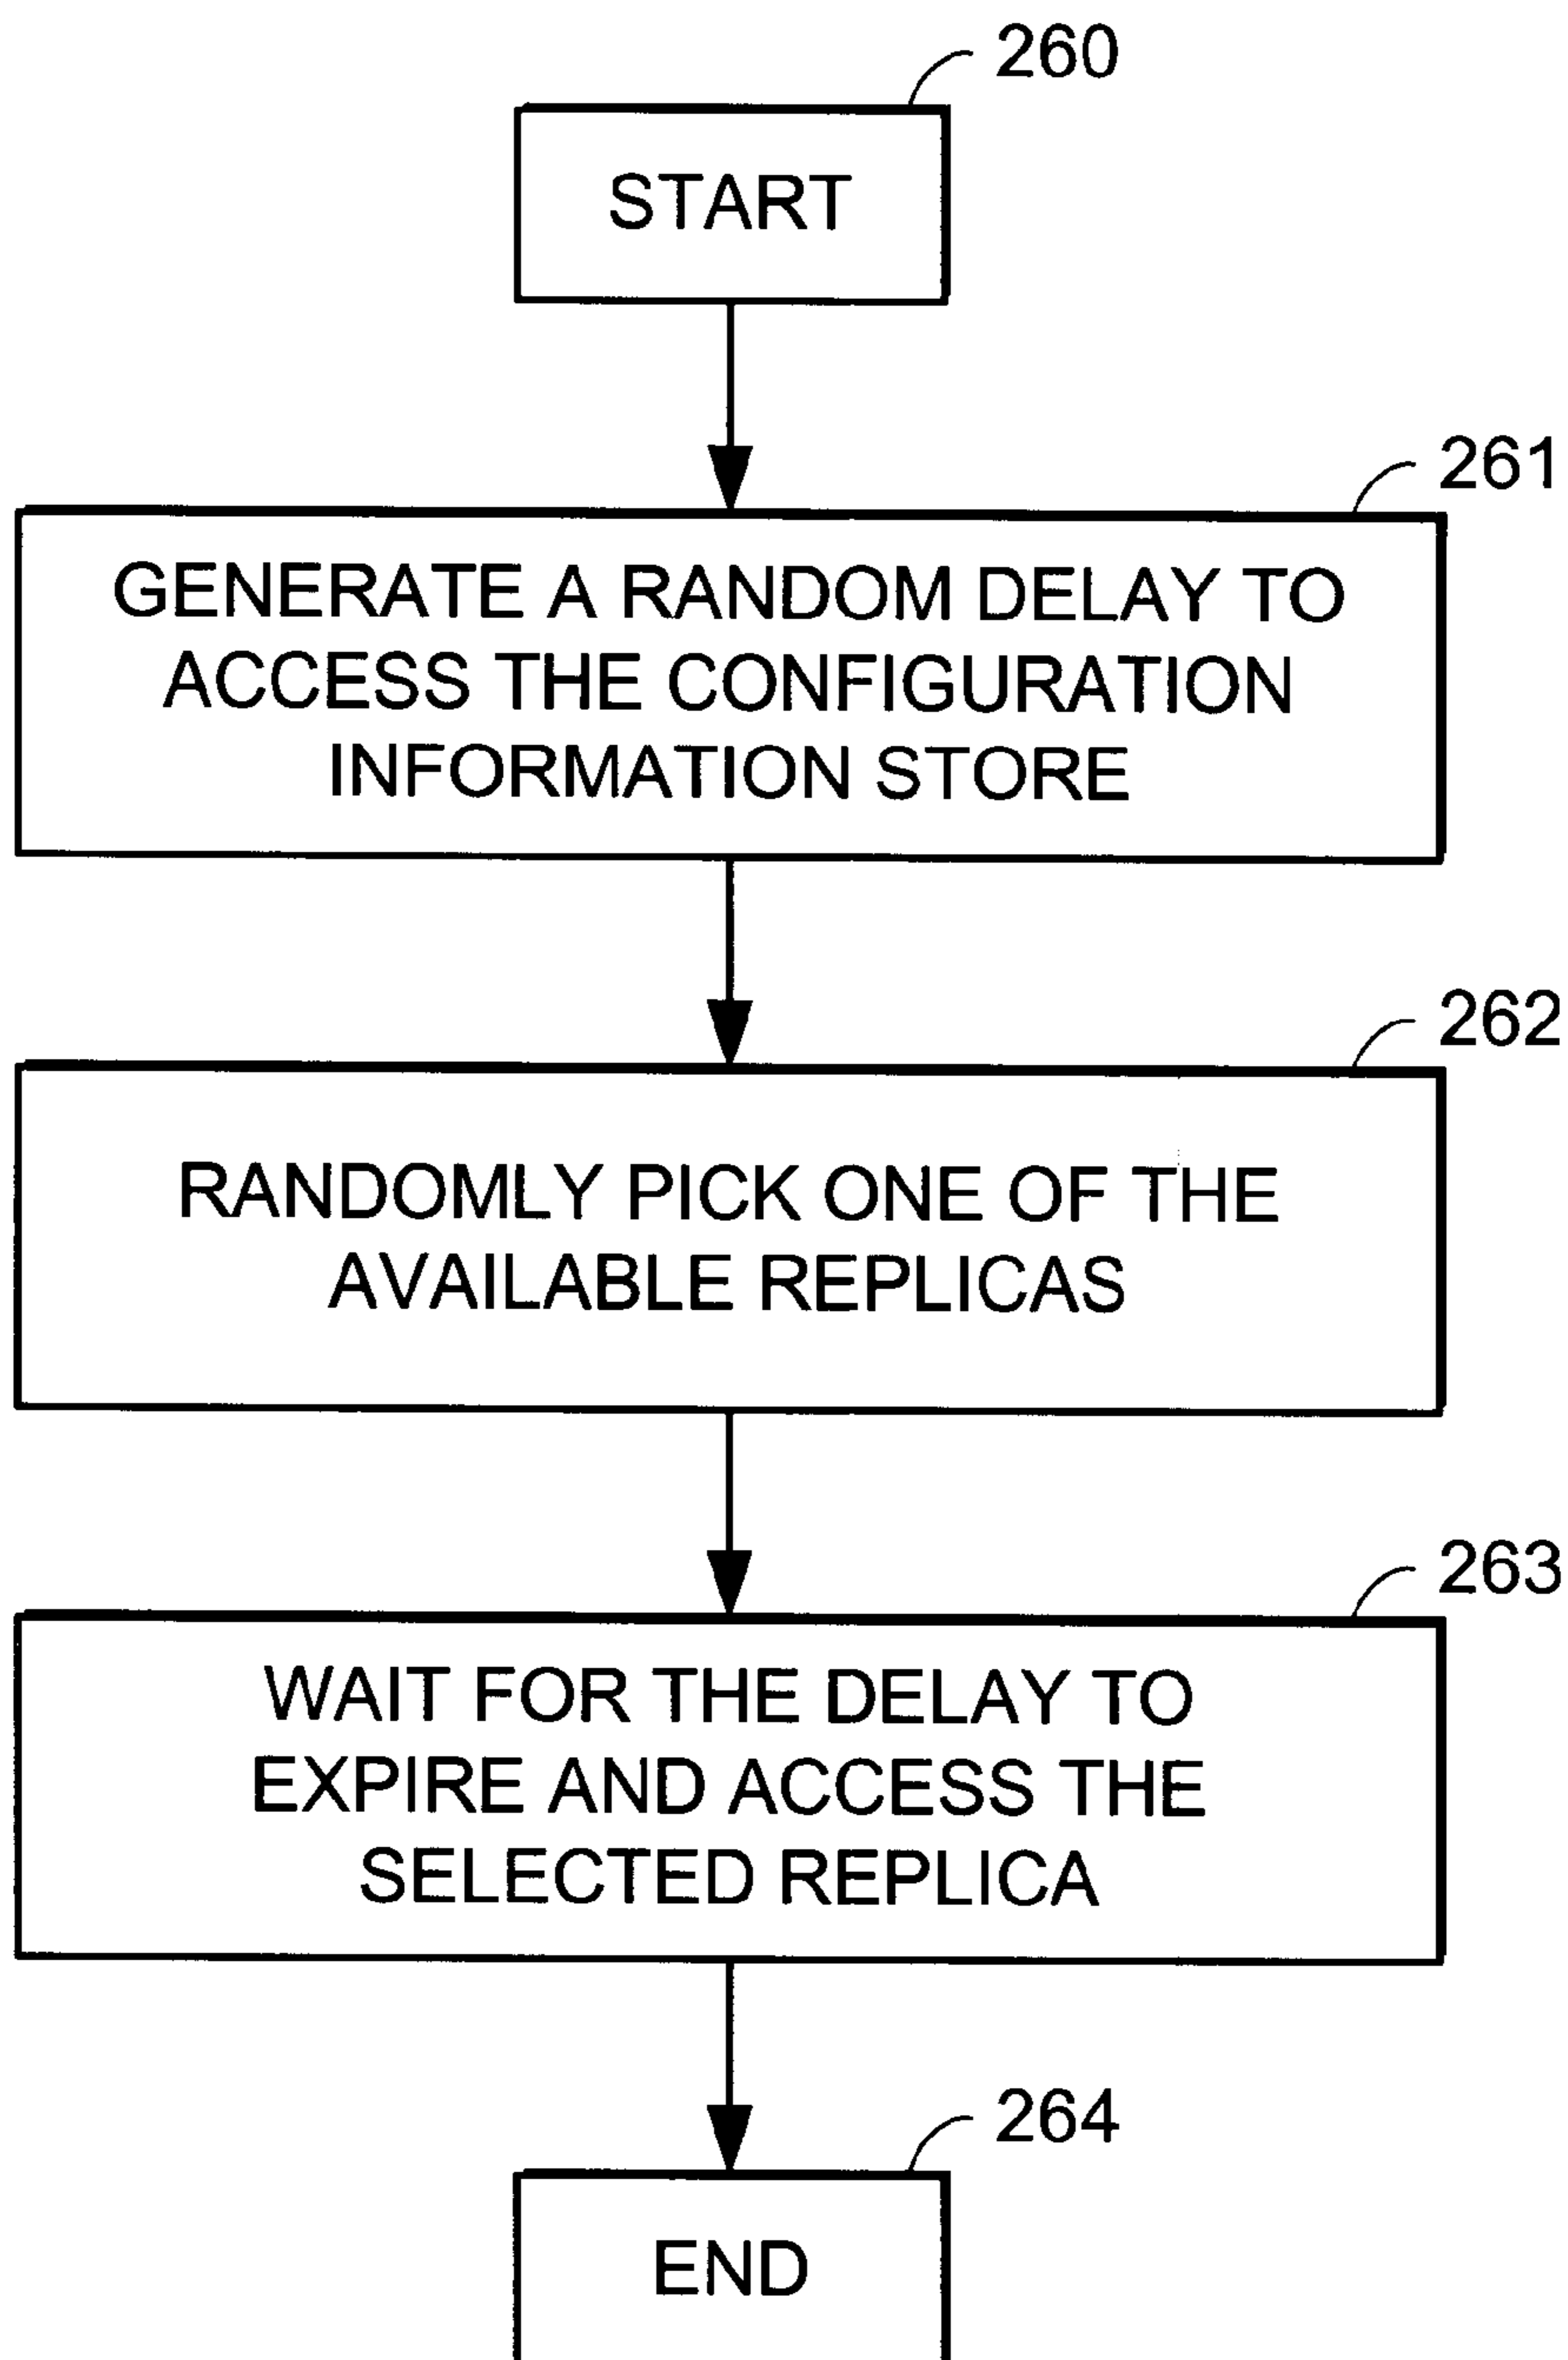 260
START
261
GENERATE A RANDOM DELAY TO
ACCESS THE CONFIGURATION
INFORMATION STORE
262
RANDOMLY PICK ONE OF THE
AVAILABLE REPLICAS
263
WAIT FOR THE DELAY TO
EXPIRE AND ACCESS THE
SELECTED REPLICA
264
END